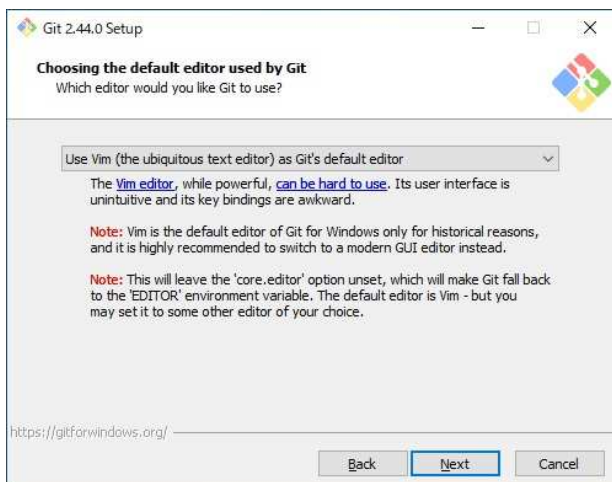 Git 2.44.0 Setup
Choosing the default editor used by Git
Which editor would you like Git to use?
Use Vim (the ubiquitous text editor) as Git's default editor
The Vim editor, while powerful, can be hard to use. Its user interface is
unintuitive and its key bindings are awkward.
Note: Vim is the default editor of Git for Windows only for historical reasons,
and it is highly recommended to switch to a modern GUI editor instead.
Note: This will leave the 'core.editor' option unset, which will make Git fall back
to the 'EDITOR' environment variable. The default editor is Vim - but you
may set it to some other editor of your choice.
https://gitforwindows.org/
Back Next Cancel